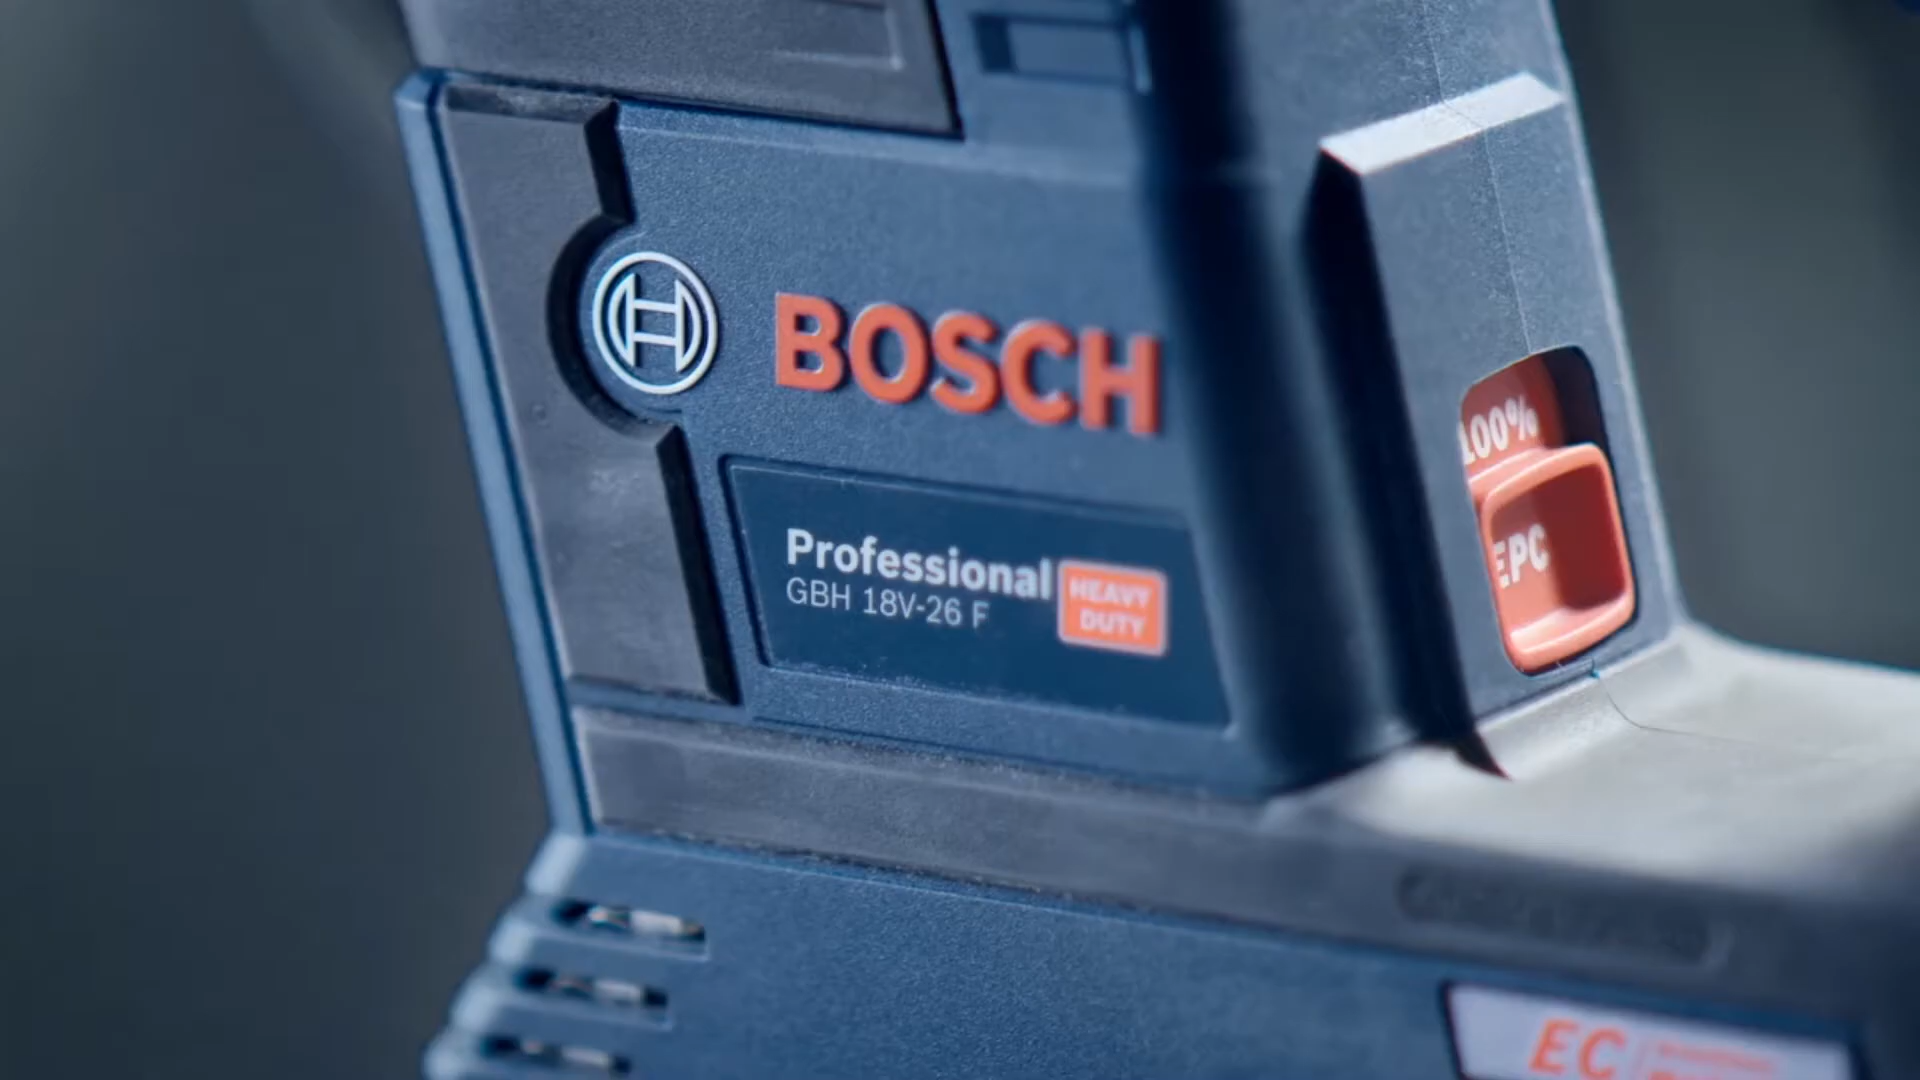 BOSCH
Professional
GBH 18V-26 F
HEAVY
DUTY
100%
EPC
EC